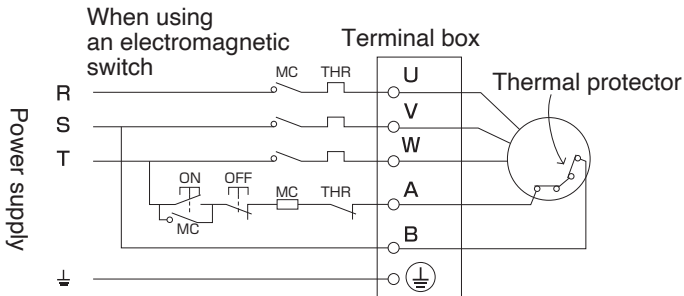 When using
an electromagnetic
switch
Terminal box
MC THR
U
Thermal protector
R
V
S
W
T
ON OFF
MC THR
A
MC
B
Power supply